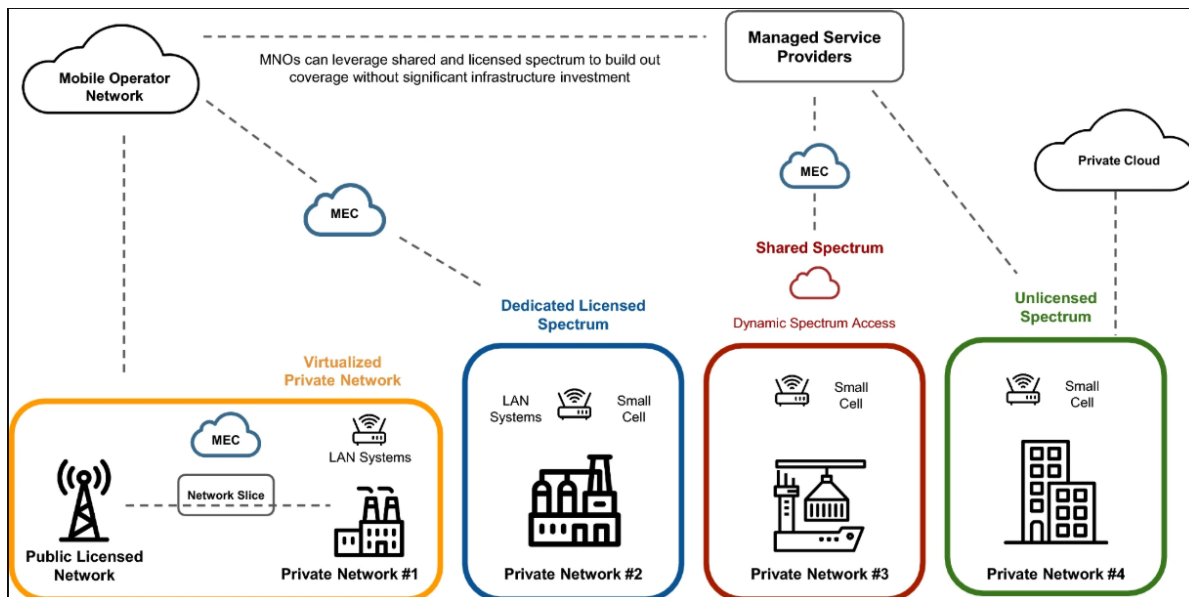 Mobile Operator
Network
MNOs can leverage shared and licensed spectrum to build out
coverage without significant infrastructure investment
Managed Service
Providers
MEC
MEC
Private Cloud
Shared Spectrum
Dynamic Spectrum Access
Dedicated Licensed
Spectrum
Unlicensed
Spectrum
Virtualized
Private Network
MEC
LAN Systems
Network Slice
Public Licensed
Network
Private Network #1
LAN
Systems
Small
Cell
Private Network #2
Small
Cell
Private Network #3
Small
Cell
Private Network #4